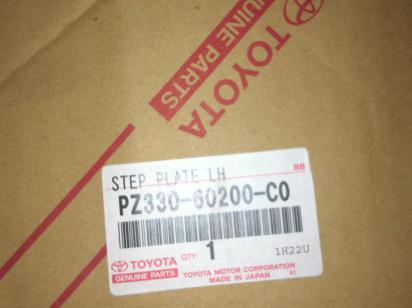 TOYOTA
GENUINE PARTS
STEP PLATE LH
BB
PZ330-60200-C0
TOYOTA
GENUINE PARTS
QTY:
1
1H22U
TOYOTA MOTOR CORPORATION
MADE IN JAPAN